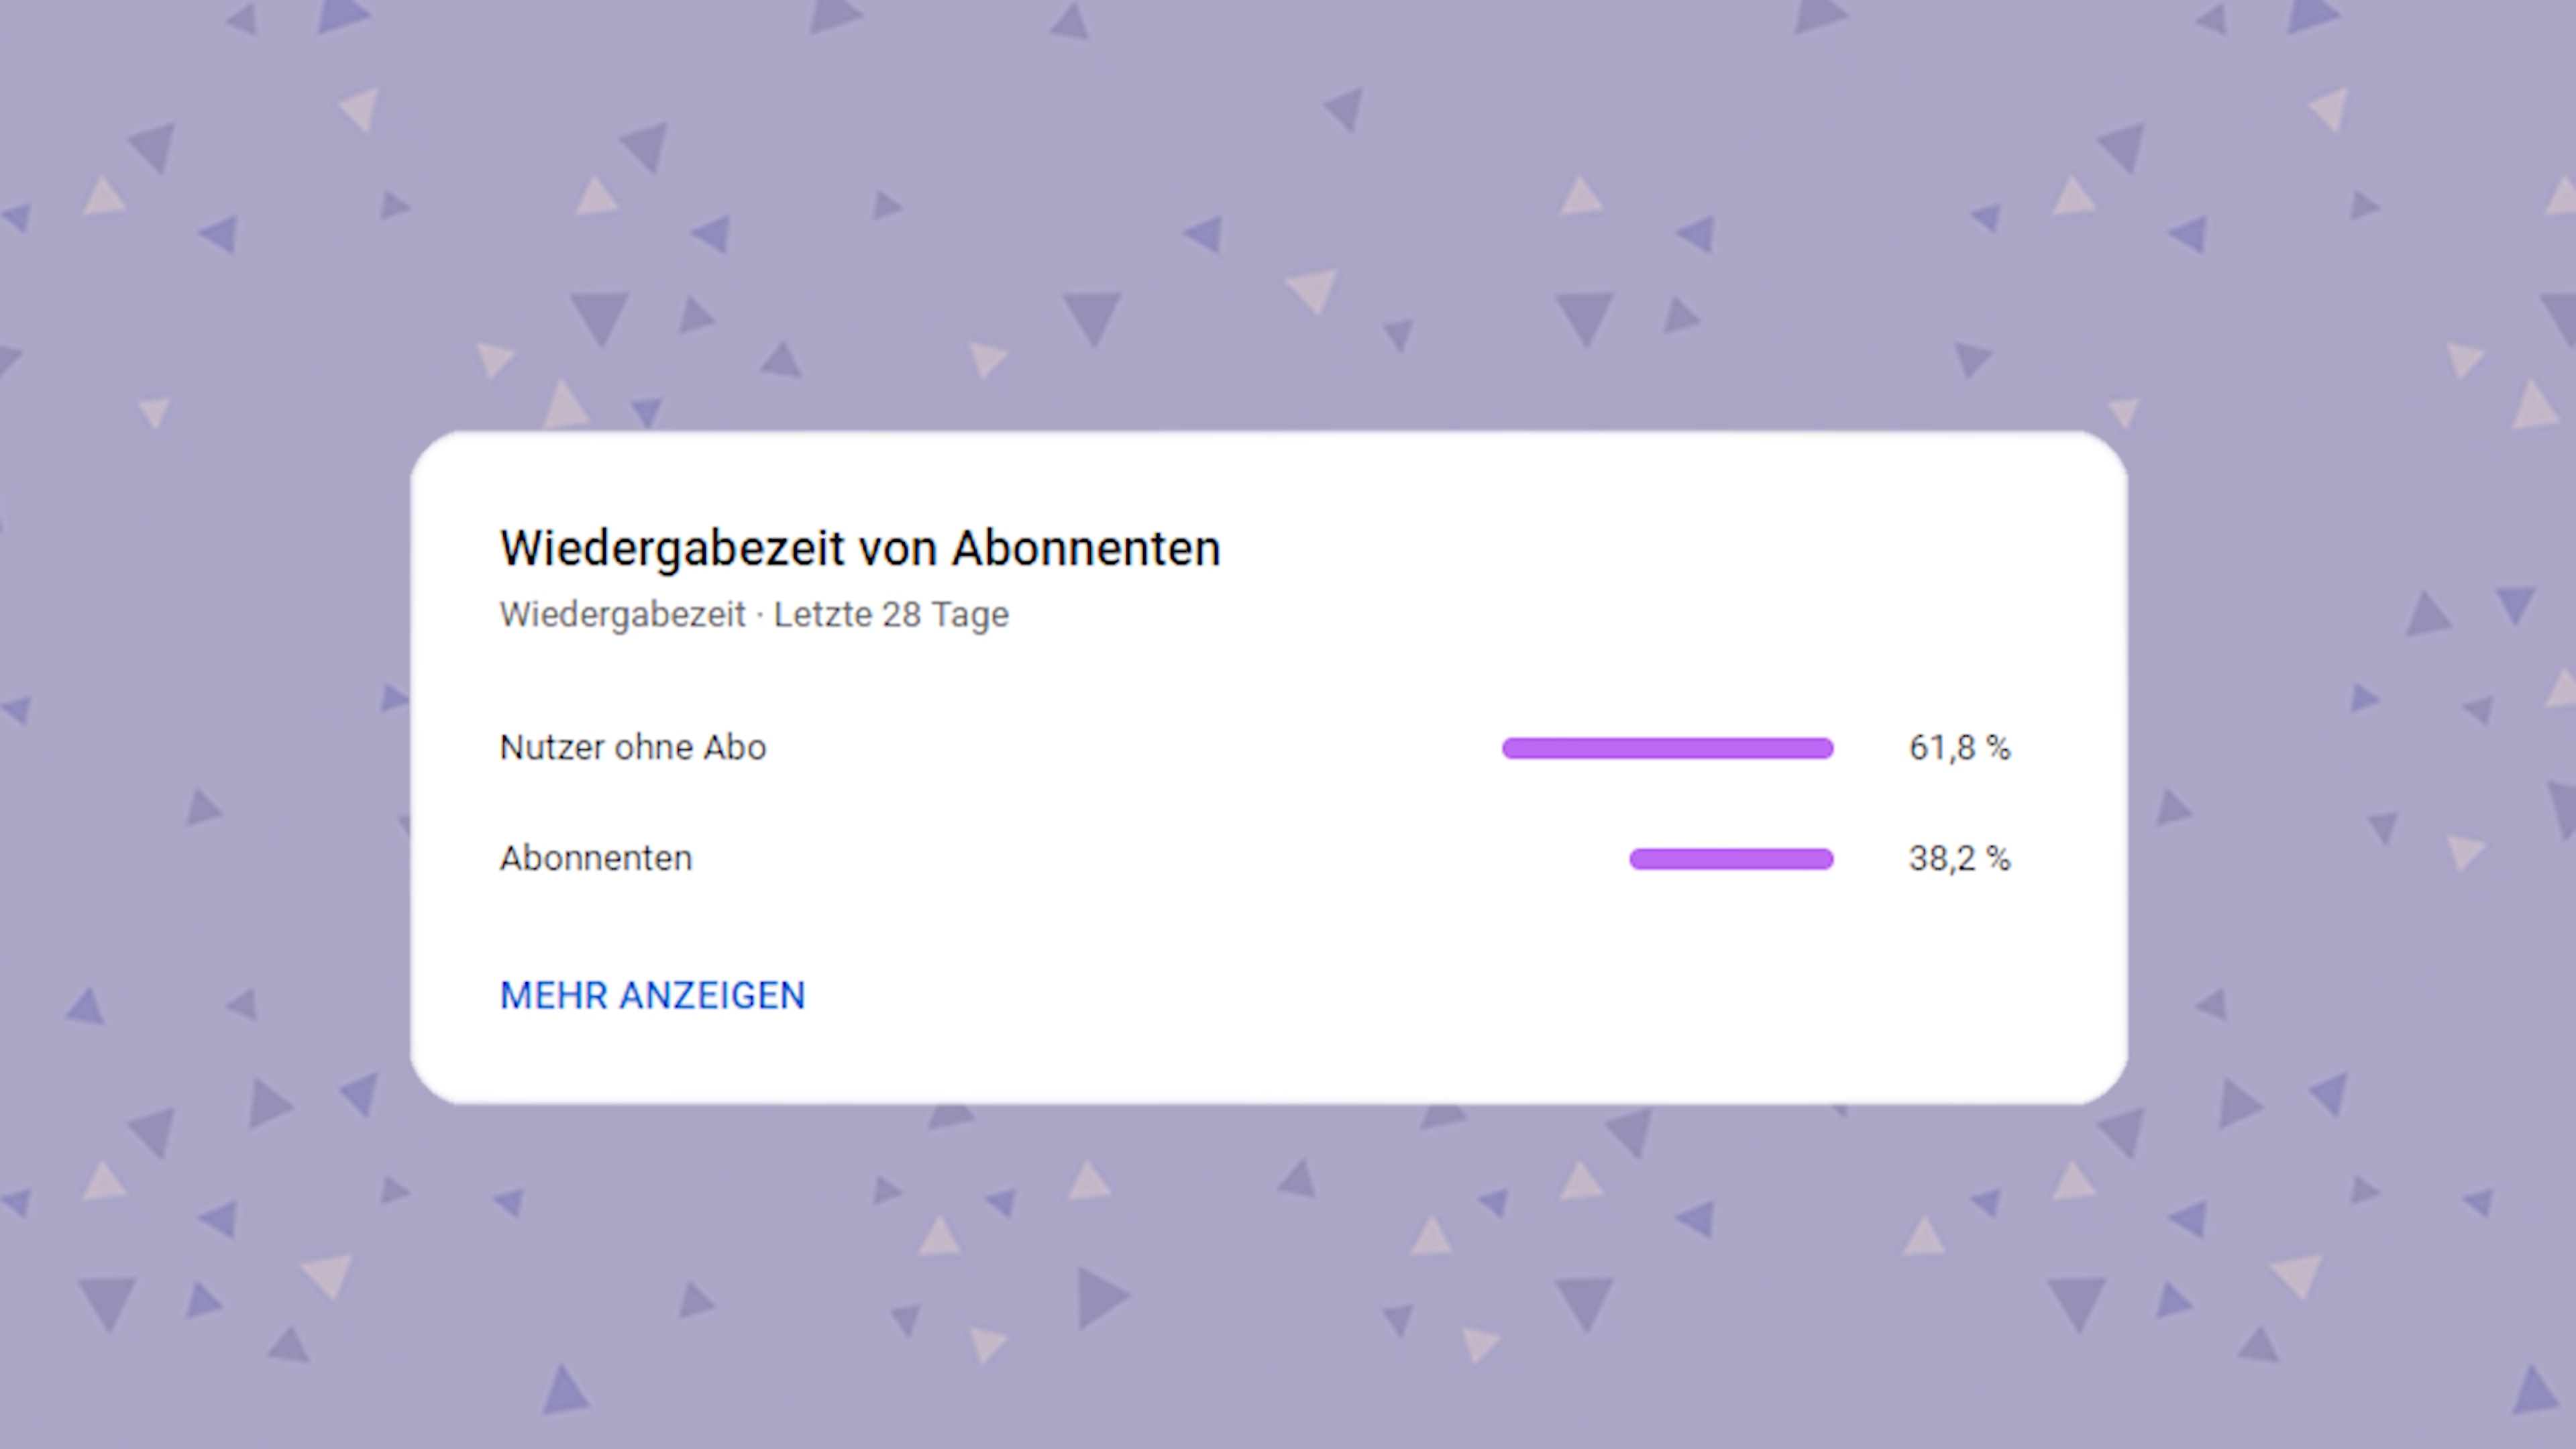 Wiedergabezeit von Abonnenten
Wiedergabezeit · Letzte 28 Tage
Nutzer ohne Abo 61,8 %
Abonnenten 38,2 %
MEHR ANZEIGEN